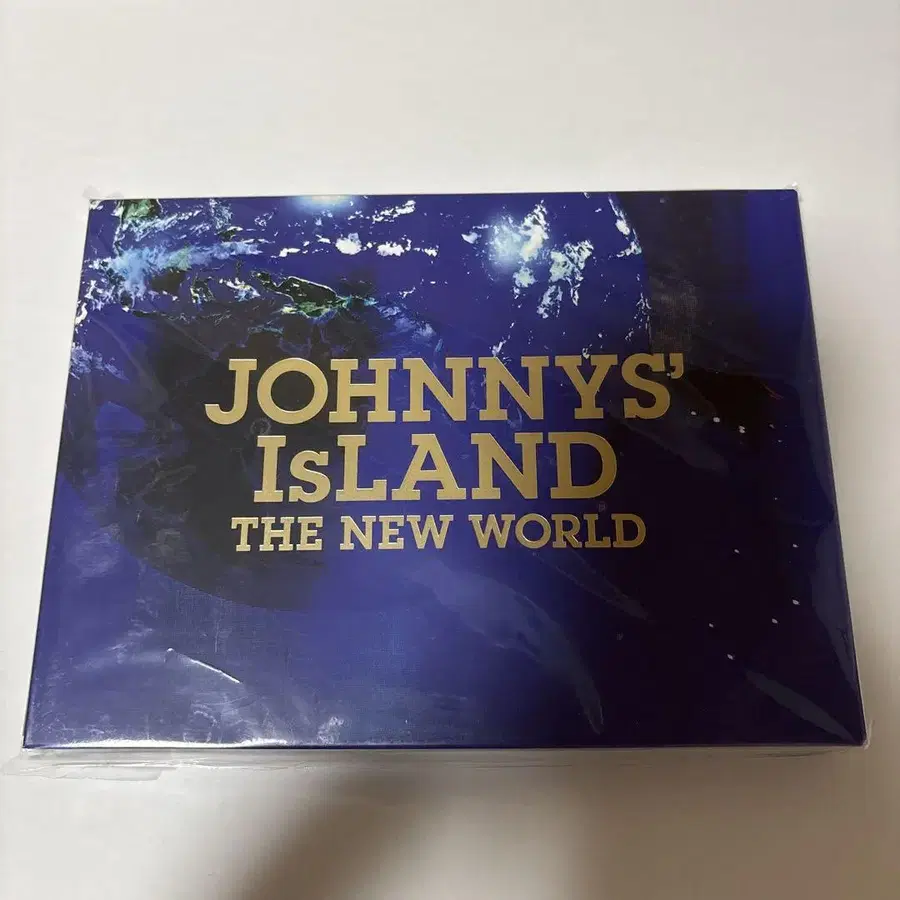 JOHNNYS'
IsLAND
THE NEW WORLD